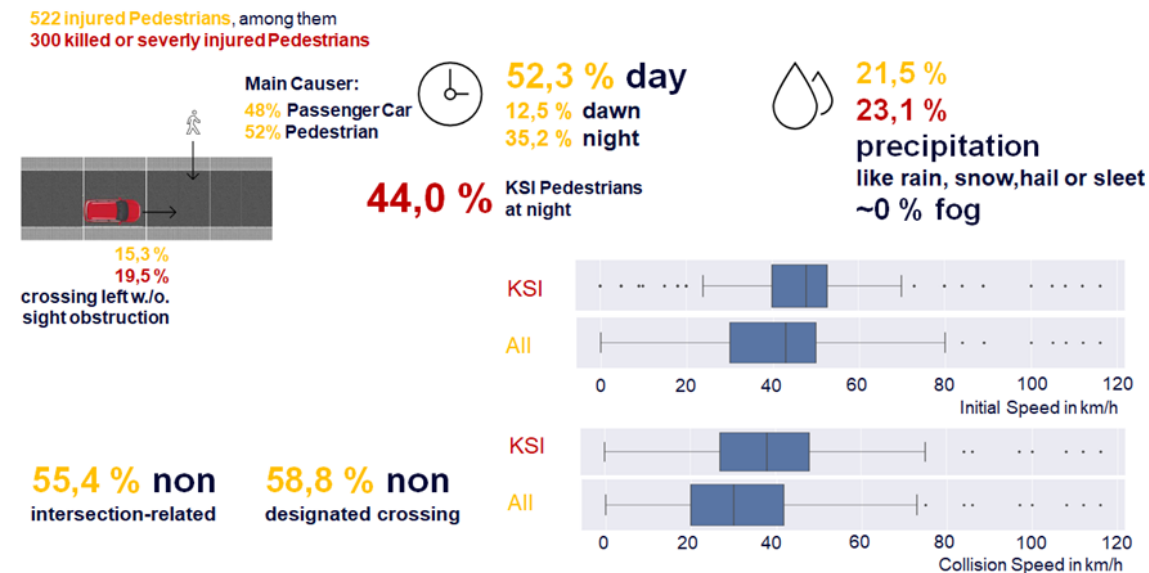 522 injured Pedestrians, among them
300 killed or severly injured Pedestrians
Main Causer:
48% Passenger Car
52% Pedestrian
52,3 % day
12,5 % dawn
35,2 % night
44,0 % KSI Pedestrians
at night
21,5 %
23,1 %
precipitation
like rain, snow,hail or sleet
~0 % fog
15,3 %
19,5 %
crossing left w./o.
sight obstruction
KSI
All
0 20 40 60 80 100 120
Initial Speed in km/h
KSI
All
0 20 40 60 80 100 120
Collision Speed in km/h
55,4 % non
intersection-related
58,8 % non
designated crossing